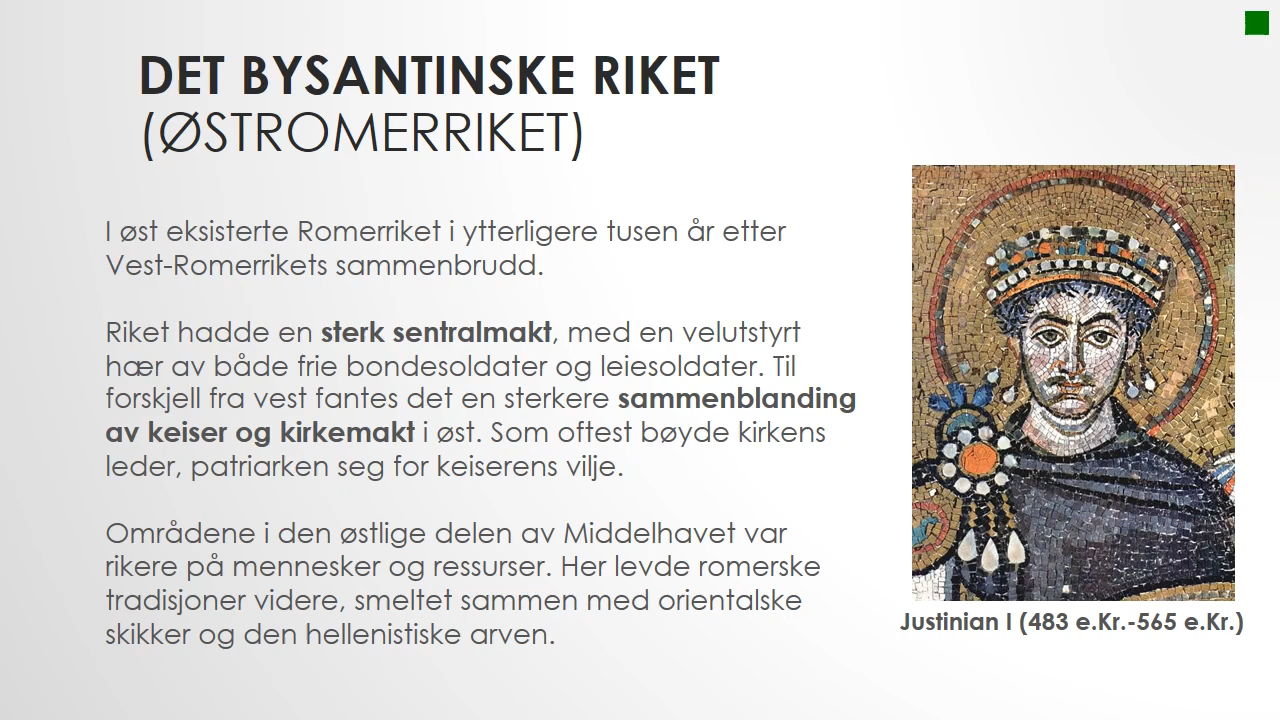 DET BYSANTINSKE RIKET
(ØSTROMERRIKET)
I øst eksisterte Romerriket i ytterligere tusen år etter
Vest-Romerrikets sammenbrudd.
Riket hadde en sterk sentralmakt, med en velutstyrt
hær av både frie bondesoldater og leiesoldater. Til
forskjell fra vest fantes det en sterkere sammenblanding
av keiser og kirkemakt i øst. Som oftest bøyde kirkens
leder, patriarken seg for keiserens vilje.
Områdene i den østlige delen av Middelhavet var
rikere på mennesker og ressurser. Her levde romerske
tradisjoner videre, smeltet sammen med orientalske
skikker og den hellenistiske arven.
Justinian I (483 e.Kr.-565 e.Kr.)